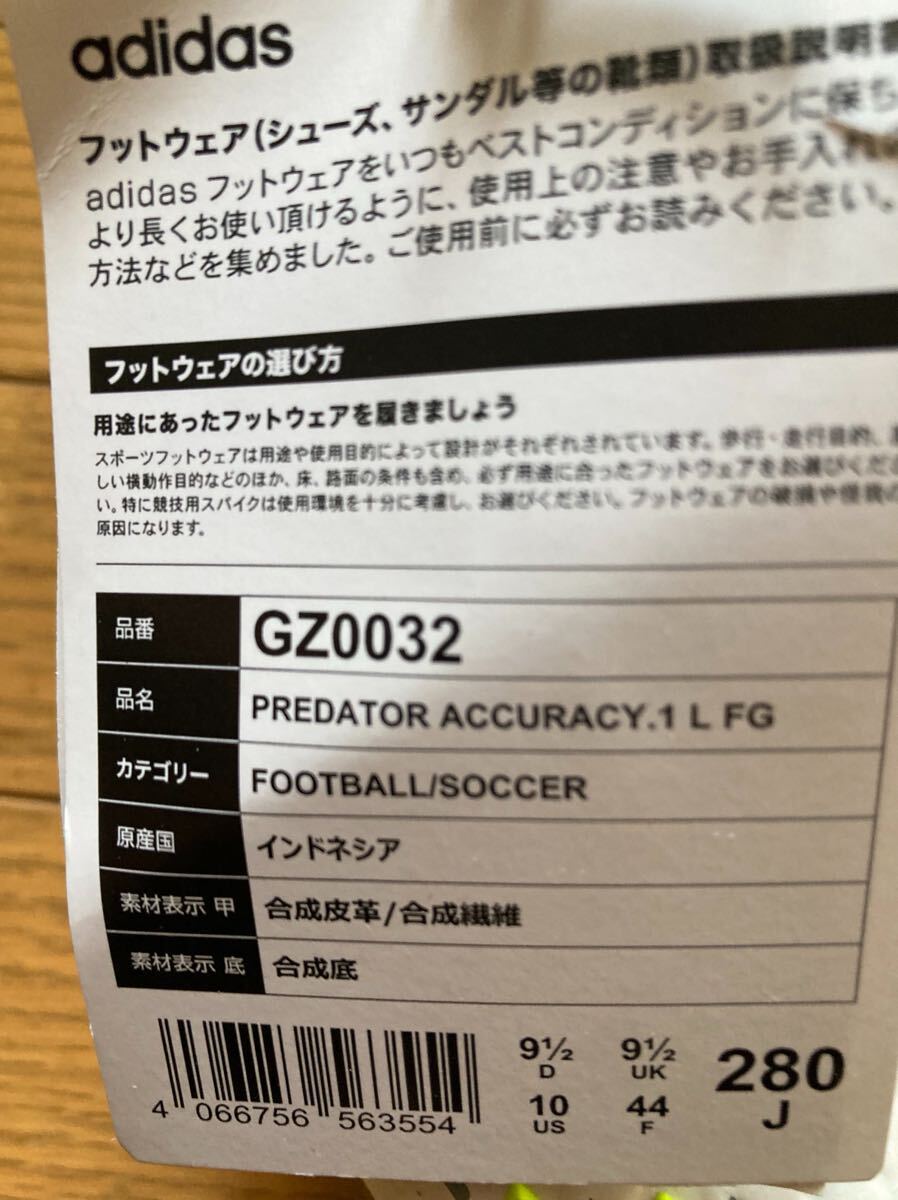 adidas
フットウェア(シューズ、サンダル等の靴類)取扱説明書
adidas フットウェアをいつもベストコンディションに保ち
より長くお使い頂けるように、使用上の注意やお手入れの
方法などを集めました。ご使用前に必ずお読みください。
フットウェアの選び方
用途にあったフットウェアを履きましょう
スポーツフットウェアは用途や使用目的によって設計がそれぞれされています。歩行・走行目的、
しい横動作目的などのほか、床、路面の条件も含め、必ず用途に合ったフットウェアをお選びくださ
い。特に競技用スパイクは使用環境を十分に考慮し、お選びください。フットウェアの破損や怪我の
原因になります。
品番 GZ0032
品名 PREDATOR ACCURACY.1 L FG
カテゴリー FOOTBALL/SOCCER
原産国 インドネシア
素材表示 甲 合成皮革/合成繊維
素材表示 底 合成底
4 066756 563554
9½ D
9½ UK
10 US
44 F
280 J